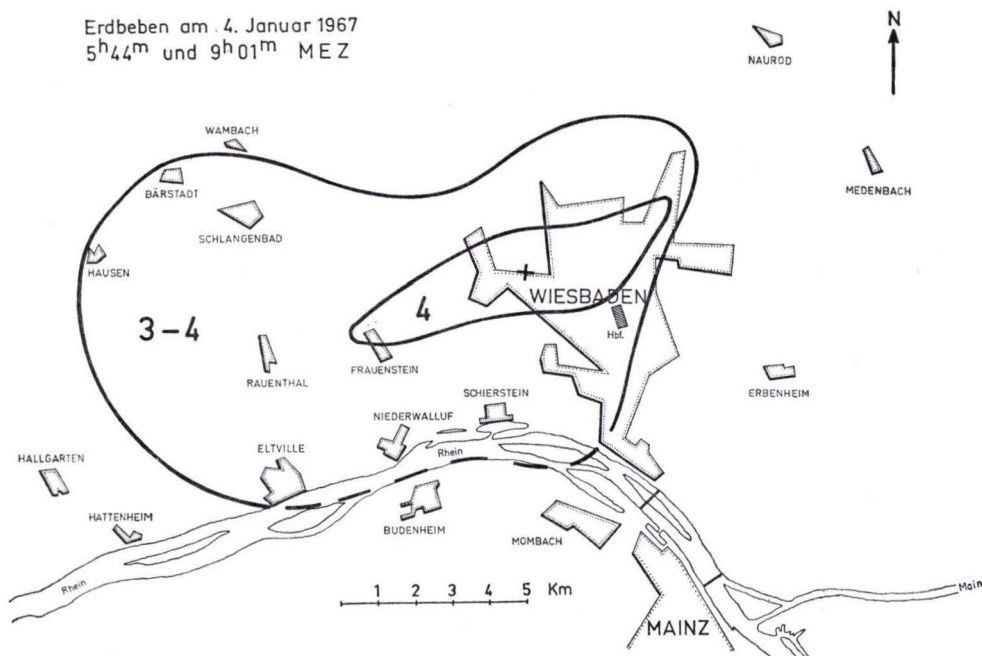 Erdbeben am 4. Januar 1967
5h44m und 9h01m MEZ
N
NAUROD
WAMBACH
BÄRSTADT
MEDENBACH
SCHLANGENBAD
HAUSEN
WIESBADEN
4
3-4
Hbf.
FRAUENSTEIN
RAUENTHAL
ERBENHEIM
SCHIERSTEIN
NIEDERWALLUF
Rhein
ELTVILLE
HALLGARTEN
HATTENHEIM
BUDENHEIM
MOMBACH
Rhein
1 2 3 4 5 Km
Main
MAINZ